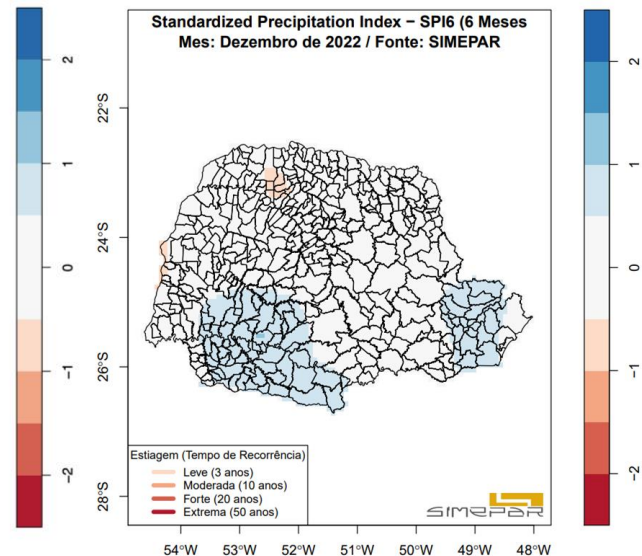 Standardized Precipitation Index − SPI6 (6 Meses
Mes: Dezembro de 2022 / Fonte: SIMEPAR
2
1
0
−1
−2
22°S
24°S
26°S
28°S
Estiagem (Tempo de Recorrência)
Leve (3 anos)
Moderada (10 anos)
Forte (20 anos)
Extrema (50 anos)
SIMEPAR
54°W 53°W 52°W 51°W 50°W 49°W 48°W
2
1
0
−1
−2